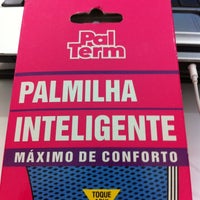 Pal
Term
PALMILHA
INTELIGENTE
MÁXIMO DE CONFORTO
TOQUE